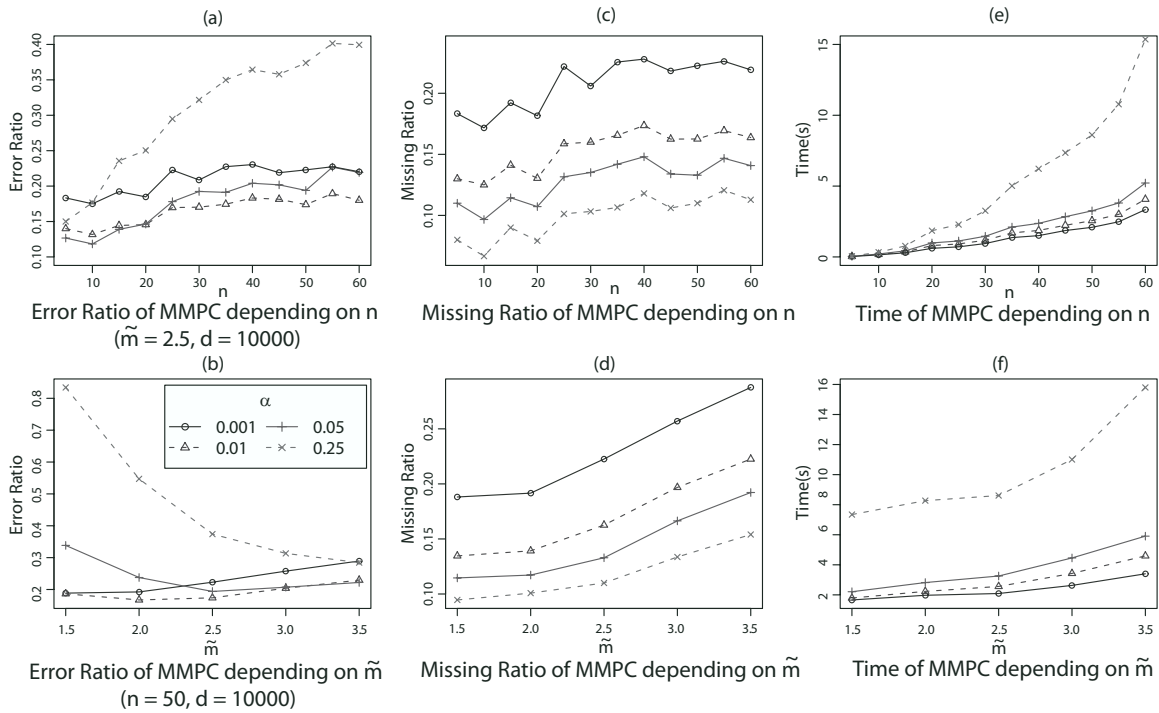 (a)
0.40
0.35
0.30
0.25
0.20
0.15
0.10
Error Ratio
10 20 30 40 50 60
n
Error Ratio of MMPC depending on n
(m̃ = 2.5, d = 10000)
(c)
0.20
0.15
0.10
Missing Ratio
10 20 30 40 50 60
n
Missing Ratio of MMPC depending on n
(e)
15
10
5
0
Time(s)
10 20 30 40 50 60
n
Time of MMPC depending on n
(b)
0.8
0.7
0.6
0.5
0.4
0.3
0.2
Error Ratio
α
0.001 0.05
0.01 0.25
1.5 2.0 2.5 3.0 3.5
m̃
Error Ratio of MMPC depending on m̃
(n = 50, d = 10000)
(d)
0.25
0.20
0.15
0.10
Missing Ratio
1.5 2.0 2.5 3.0 3.5
m̃
Missing Ratio of MMPC depending on m̃
(f)
16
14
12
10
8
6
4
2
Time(s)
1.5 2.0 2.5 3.0 3.5
m̃
Time of MMPC depending on m̃